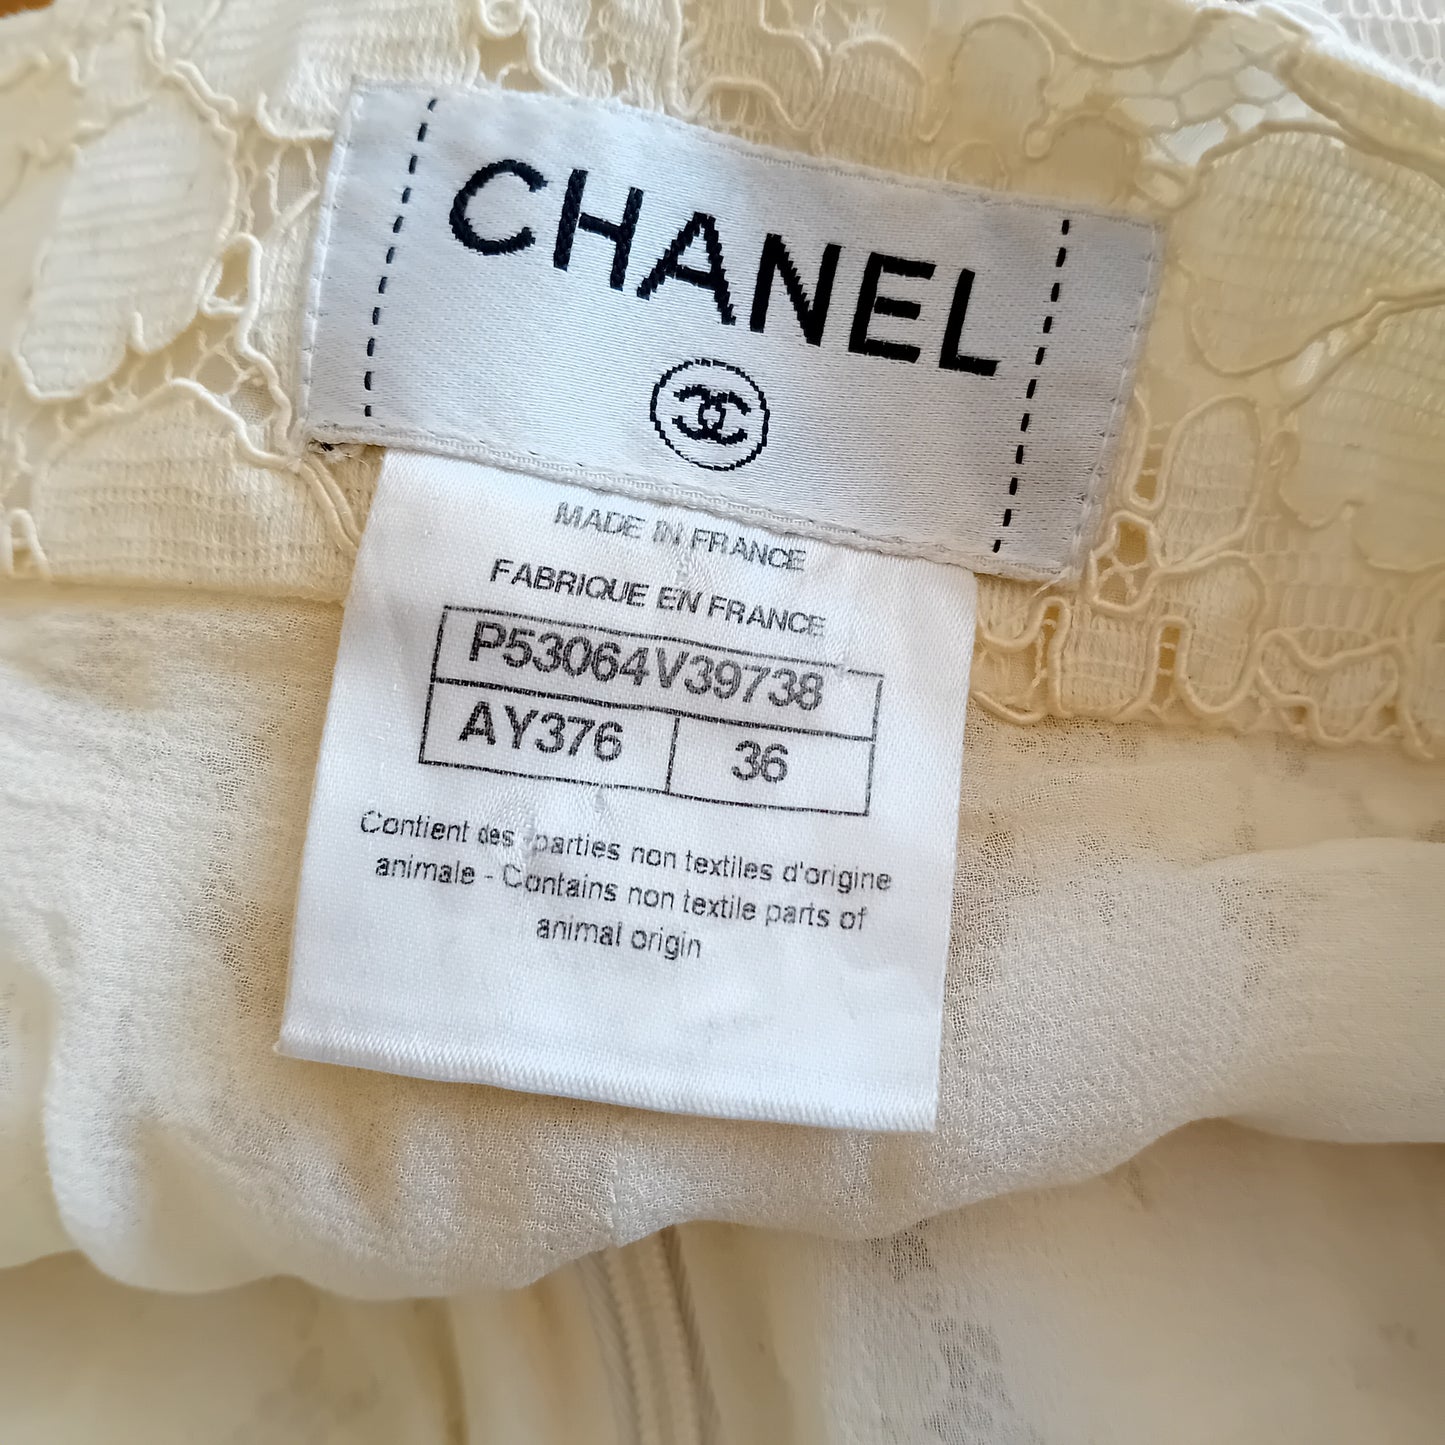 CHANEL
MADE IN FRANCE
FABRIQUE EN FRANCE
P53064V39738
AY376 36
Contient des parties non textiles d'origine
animale - Contains non textile parts of
animal origin